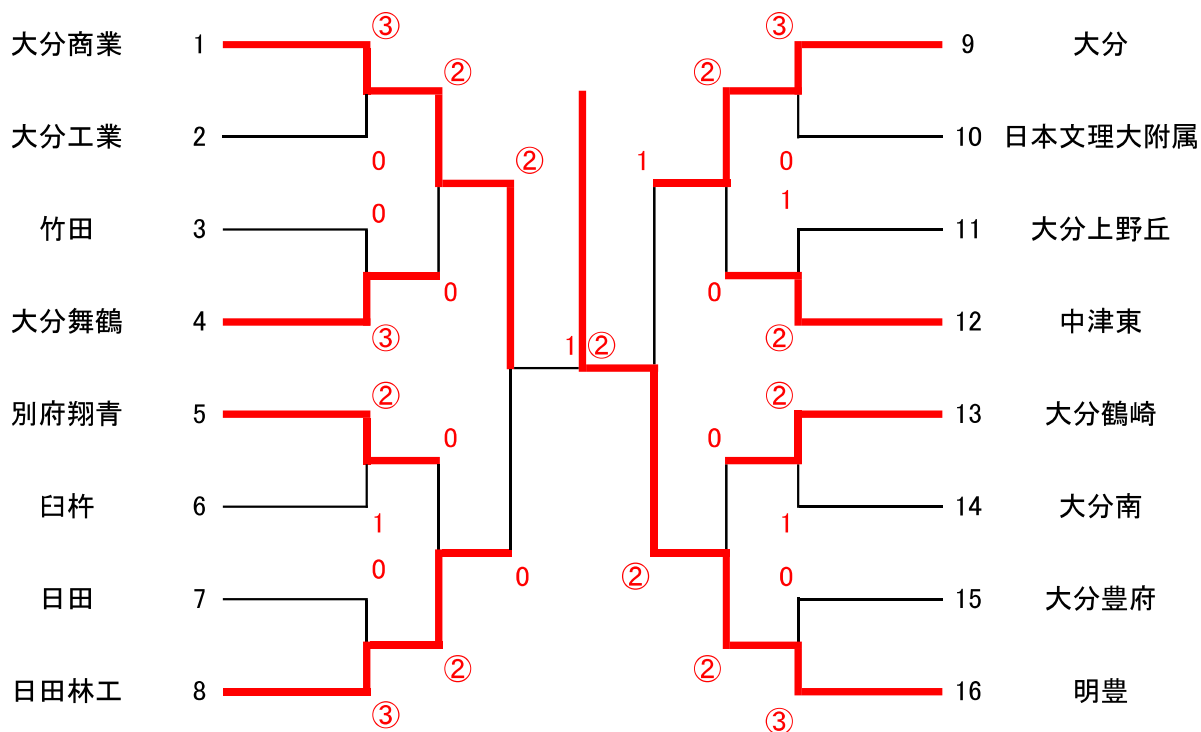 大分商業 1 ③ ③ 9 大分
② ②
大分工業 2 10 日本文理大附属
0 ② 1 0
0 1
竹田 3 11 大分上野丘
0 0
大分舞鶴 4 12 中津東
③ 1 ② ②
② ②
別府翔青 5 13 大分鶴崎
0 0
臼杵 6 14 大分南
1 1
0 0 ② 0
日田 7 15 大分豊府
② ②
日田林工 8 16 明豊
③ ③